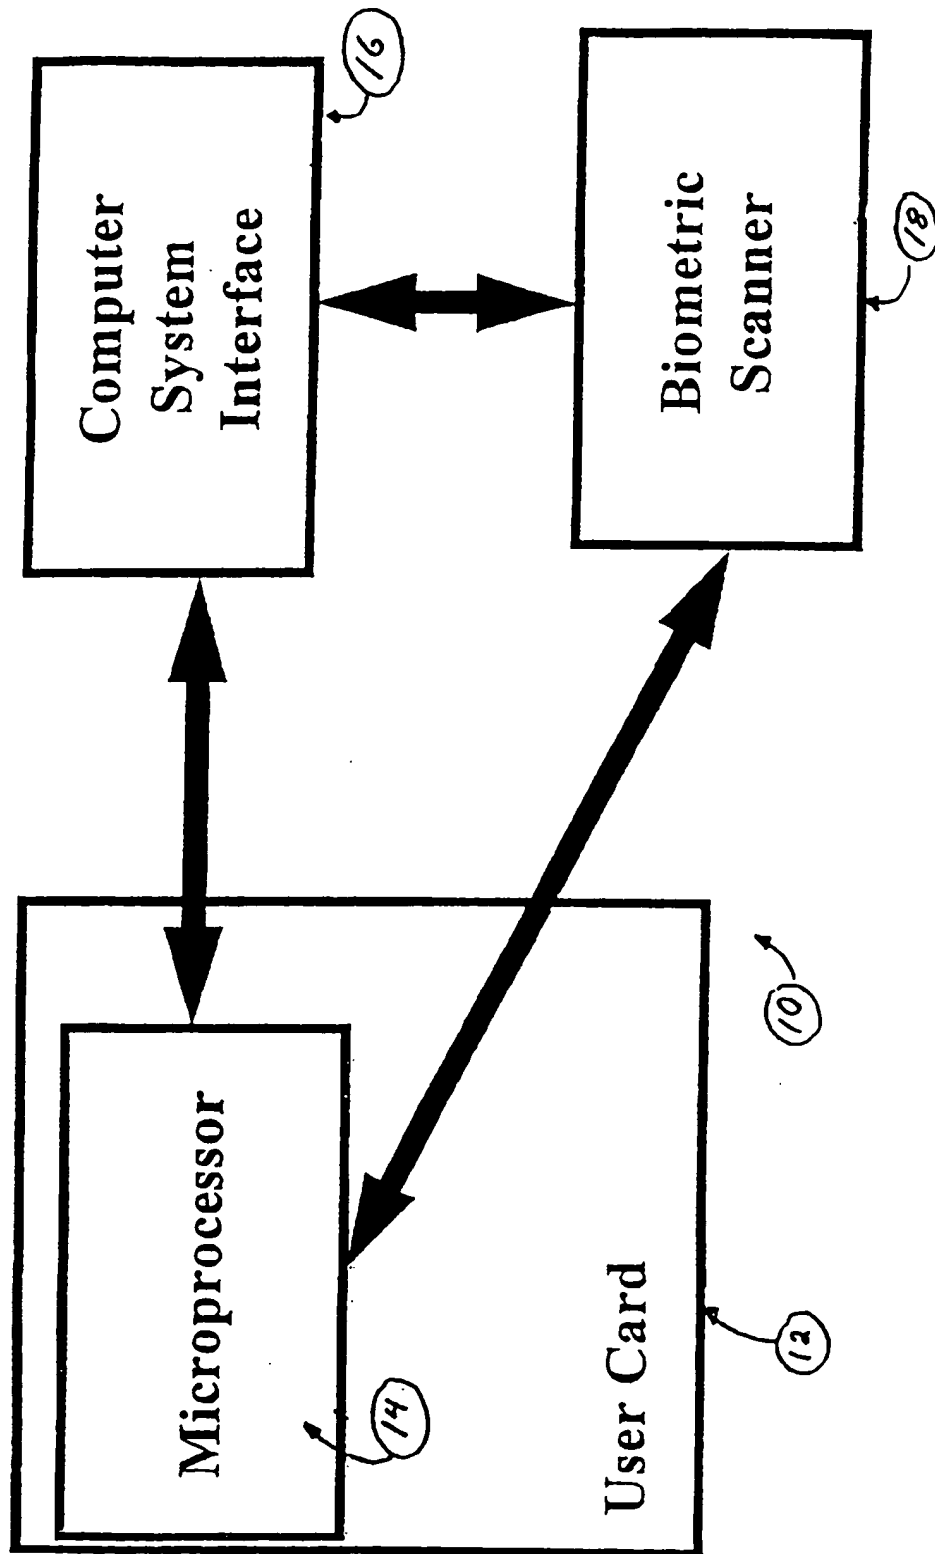 Microprocessor
14
User Card
12
10
Computer
System
Interface
16
Biometric
Scanner
18